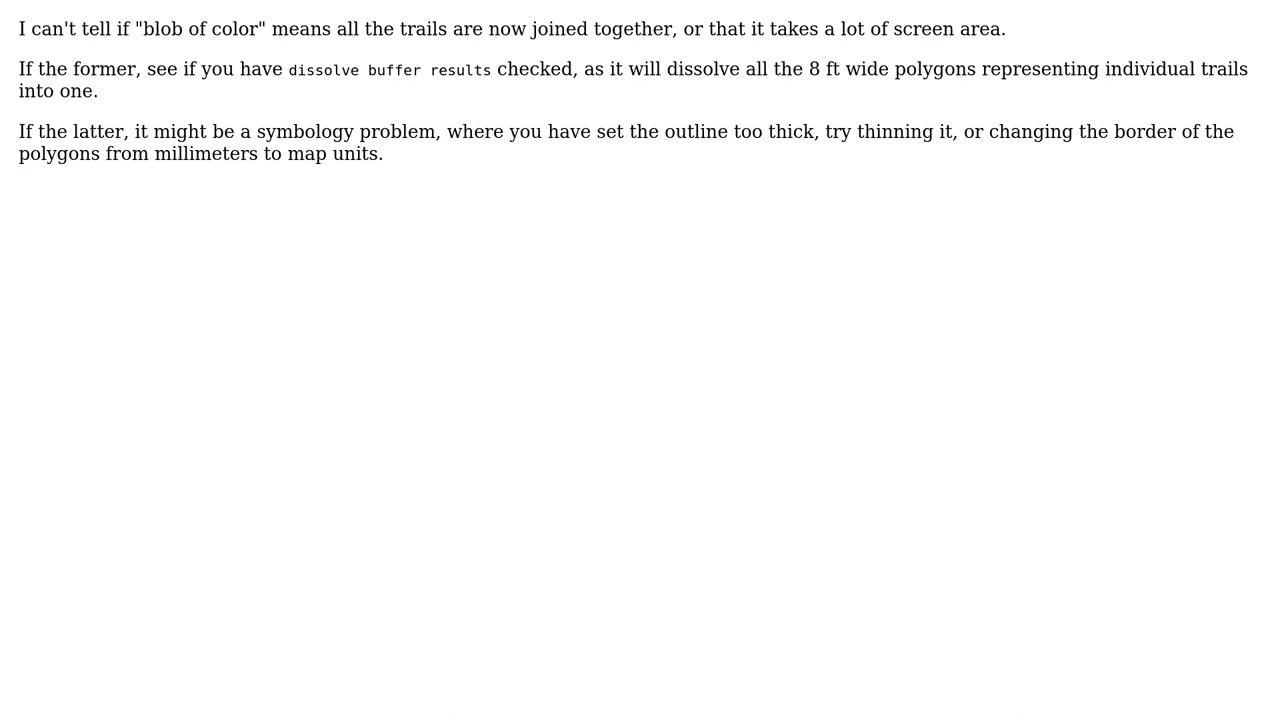 I can't tell if "blob of color" means all the trails are now joined together, or that it takes a lot of screen area.
If the former, see if you have dissolve buffer results checked, as it will dissolve all the 8 ft wide polygons representing individual trails
into one.
If the latter, it might be a symbology problem, where you have set the outline too thick, try thinning it, or changing the border of the
polygons from millimeters to map units.